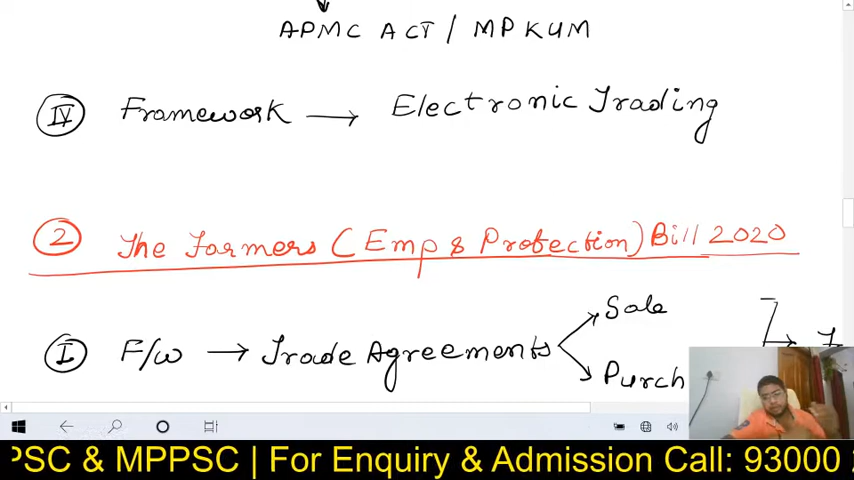 APMC ACT / MPKUM
IV Framework → Electronic Trading
2 The Farmers (Emp & Protection) Bill 2020
Sale
I F/w → Trade Agreements
Purch
PSC & MPPSC | For Enquiry & Admission Call: 93000